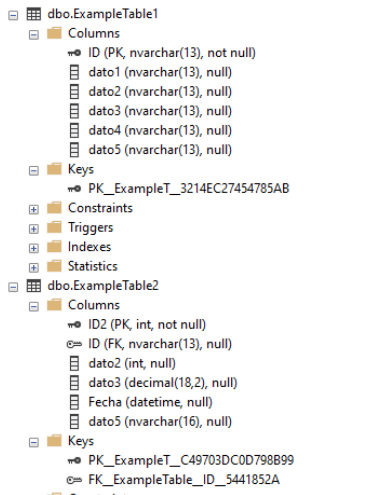 dbo.ExampleTable1
Columns
ID (PK, nvarchar(13), not null)
dato1 (nvarchar(13), null)
dato2 (nvarchar(13), null)
dato3 (nvarchar(13), null)
dato4 (nvarchar(13), null)
dato5 (nvarchar(13), null)
Keys
PK__ExampleT__3214EC27454785AB
Constraints
Triggers
Indexes
Statistics
dbo.ExampleTable2
Columns
ID2 (PK, int, not null)
ID (FK, nvarchar(13), null)
dato2 (int, null)
dato3 (decimal(18,2), null)
Fecha (datetime, null)
dato5 (nvarchar(16), null)
Keys
PK__ExampleT__C49703DC0D798B99
FK__ExampleTable__ID__5441852A